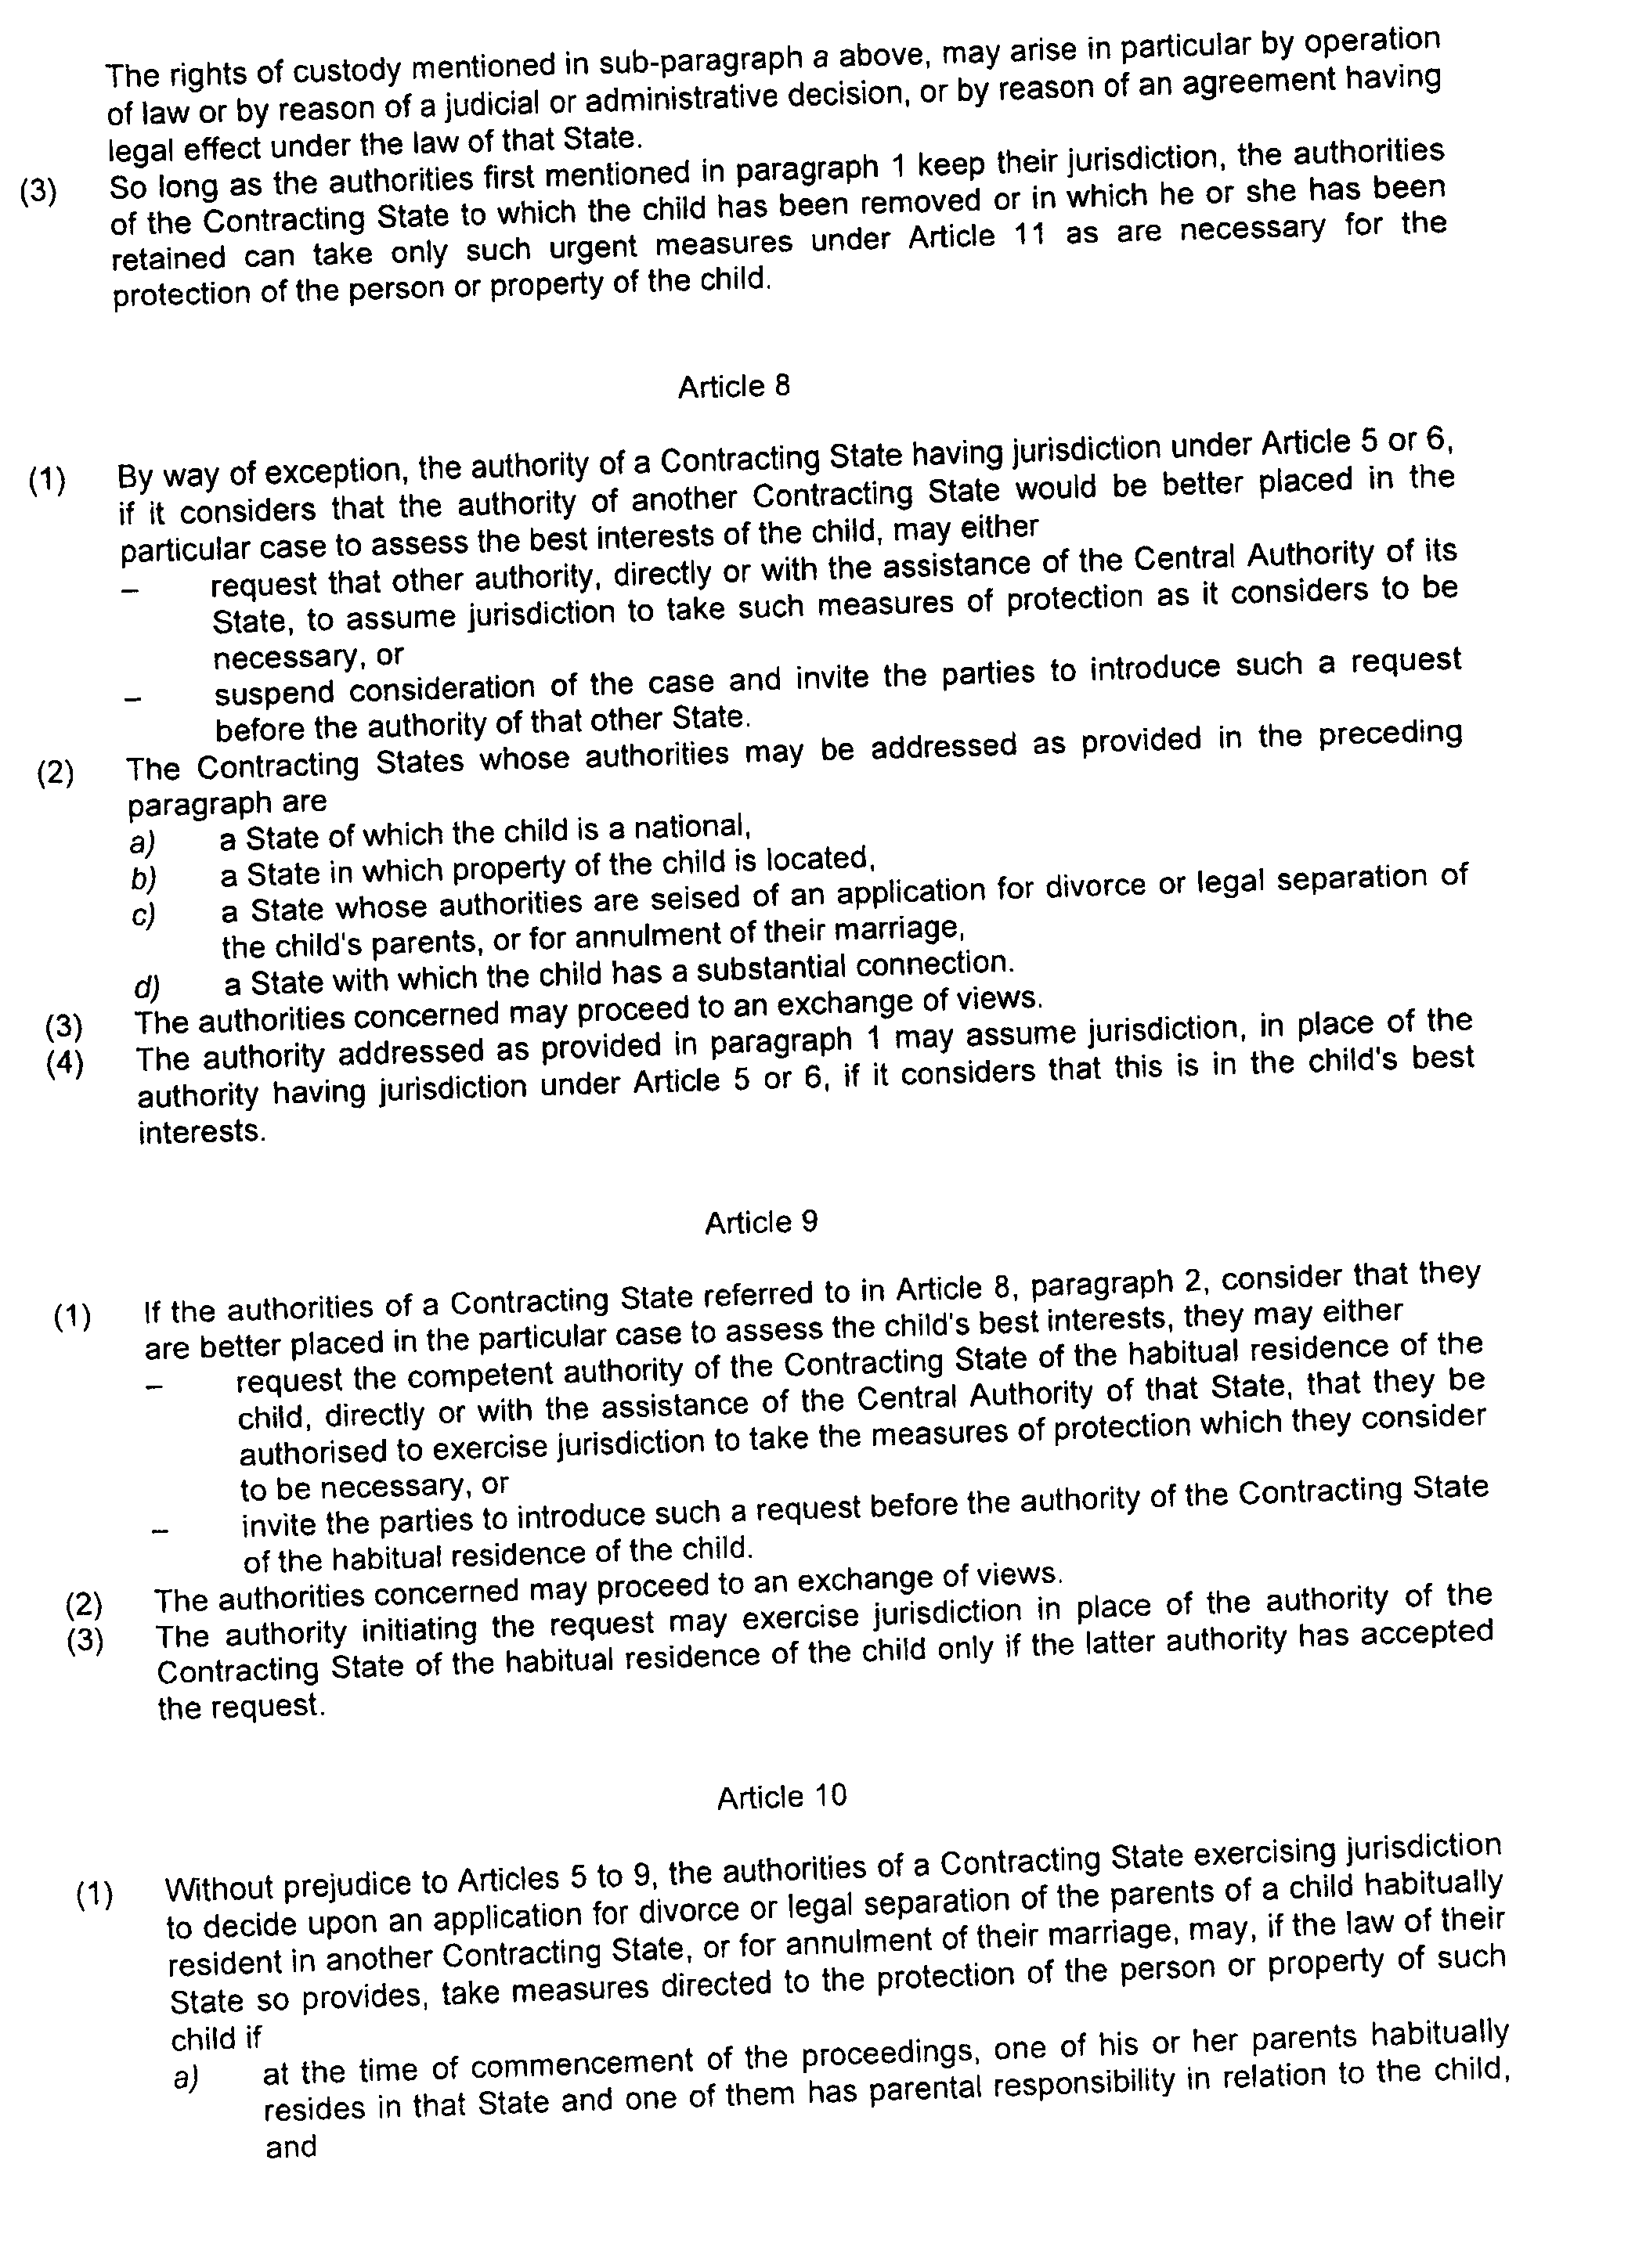 The rights of custody mentioned in sub-paragraph a above, may arise in particular by operation
of law or by reason of a judicial or administrative decision, or by reason of an agreement having
legal effect under the law of that State.
(3) So long as the authorities first mentioned in paragraph 1 keep their jurisdiction, the authorities
of the Contracting State to which the child has been removed or in which he or she has been
retained can take only such urgent measures under Article 11 as are necessary for the
protection of the person or property of the child.
Article 8
(1) By way of exception, the authority of a Contracting State having jurisdiction under Article 5 or 6,
if it considers that the authority of another Contracting State would be better placed in the
particular case to assess the best interests of the child, may either
– request that other authority, directly or with the assistance of the Central Authority of its
State, to assume jurisdiction to take such measures of protection as it considers to be
necessary, or
– suspend consideration of the case and invite the parties to introduce such a request
before the authority of that other State.
(2) The Contracting States whose authorities may be addressed as provided in the preceding
paragraph are
a) a State of which the child is a national,
b) a State in which property of the child is located,
c) a State whose authorities are seised of an application for divorce or legal separation of
the child's parents, or for annulment of their marriage,
d) a State with which the child has a substantial connection.
(3) The authorities concerned may proceed to an exchange of views.
(4) The authority addressed as provided in paragraph 1 may assume jurisdiction, in place of the
authority having jurisdiction under Article 5 or 6, if it considers that this is in the child's best
interests.
Article 9
(1) If the authorities of a Contracting State referred to in Article 8, paragraph 2, consider that they
are better placed in the particular case to assess the child's best interests, they may either
– request the competent authority of the Contracting State of the habitual residence of the
child, directly or with the assistance of the Central Authority of that State, that they be
authorised to exercise jurisdiction to take the measures of protection which they consider
to be necessary, or
– invite the parties to introduce such a request before the authority of the Contracting State
of the habitual residence of the child.
(2) The authorities concerned may proceed to an exchange of views.
(3) The authority initiating the request may exercise jurisdiction in place of the authority of the
Contracting State of the habitual residence of the child only if the latter authority has accepted
the request.
Article 10
(1) Without prejudice to Articles 5 to 9, the authorities of a Contracting State exercising jurisdiction
to decide upon an application for divorce or legal separation of the parents of a child habitually
resident in another Contracting State, or for annulment of their marriage, may, if the law of their
State so provides, take measures directed to the protection of the person or property of such
child if
a) at the time of commencement of the proceedings, one of his or her parents habitually
resides in that State and one of them has parental responsibility in relation to the child,
and